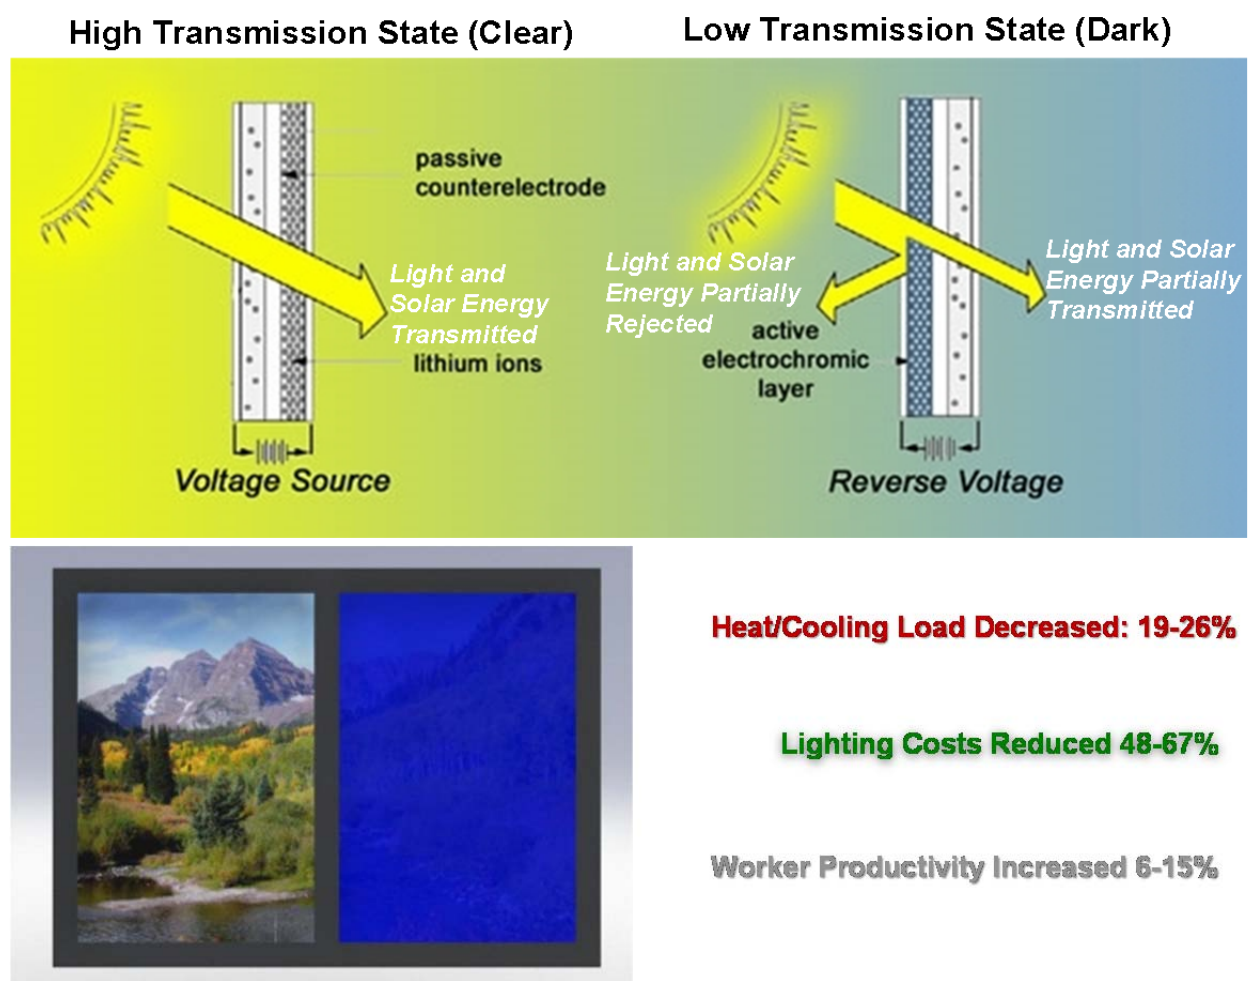 High Transmission State (Clear)
Low Transmission State (Dark)
passive
counterelectrode
Light and
Solar Energy
Transmitted
lithium ions
Voltage Source
Light and Solar
Energy Partially
Rejected
active
electrochromic
layer
Light and Solar
Energy Partially
Transmitted
Reverse Voltage
Heat/Cooling Load Decreased: 19-26%
Lighting Costs Reduced 48-67%
Worker Productivity Increased 6-15%